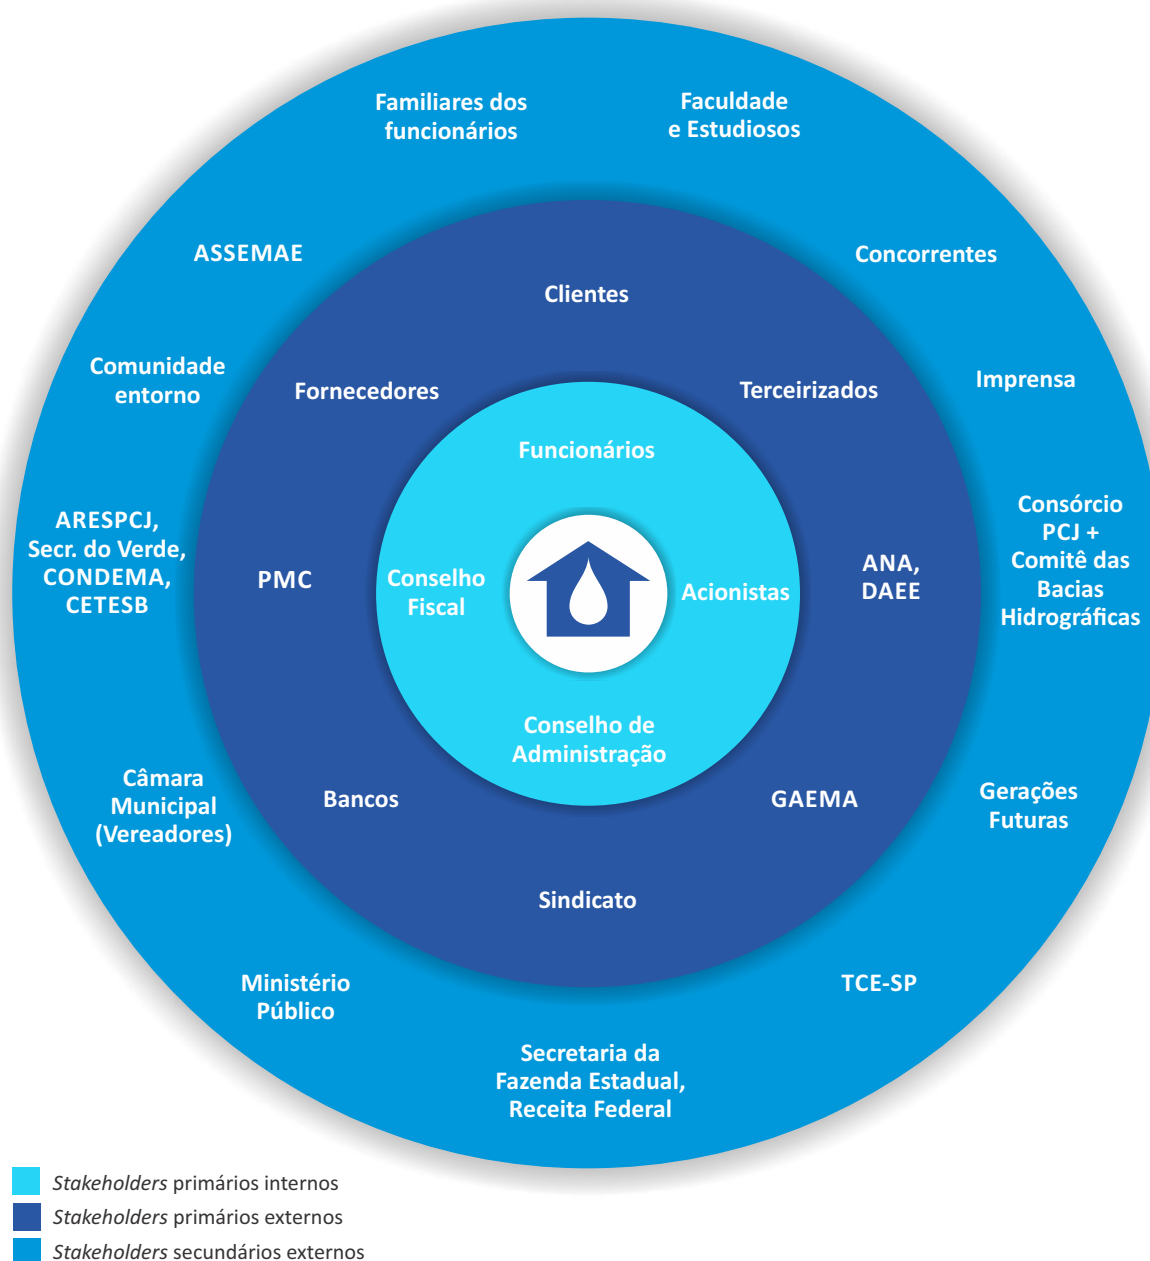 Familiares dos
funcionários
Faculdade
e Estudiosos
ASSEMAE
Concorrentes
Clientes
Comunidade
entorno
Fornecedores
Terceirizados
Imprensa
Funcionários
ARESPCJ,
Secr. do Verde,
CONDEMA,
CETESB
PMC
Conselho
Fiscal
Acionistas
ANA,
DAEE
Consórcio
PCJ +
Comitê das
Bacias
Hidrográficas
Conselho de
Administração
Câmara
Municipal
(Vereadores)
Bancos
GAEMA
Gerações
Futuras
Sindicato
Ministério
Público
TCE-SP
Secretaria da
Fazenda Estadual,
Receita Federal
Stakeholders primários internos
Stakeholders primários externos
Stakeholders secundários externos